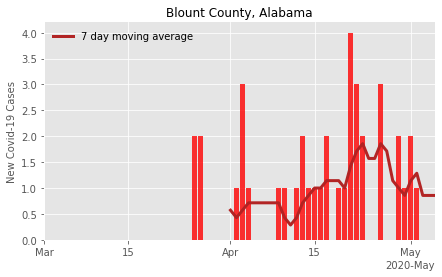 Blount County, Alabama
7 day moving average
New Covid-19 Cases
4.0
3.5
3.0
2.5
2.0
1.5
1.0
0.5
0.0
Mar 15 Apr 15 May
2020-May